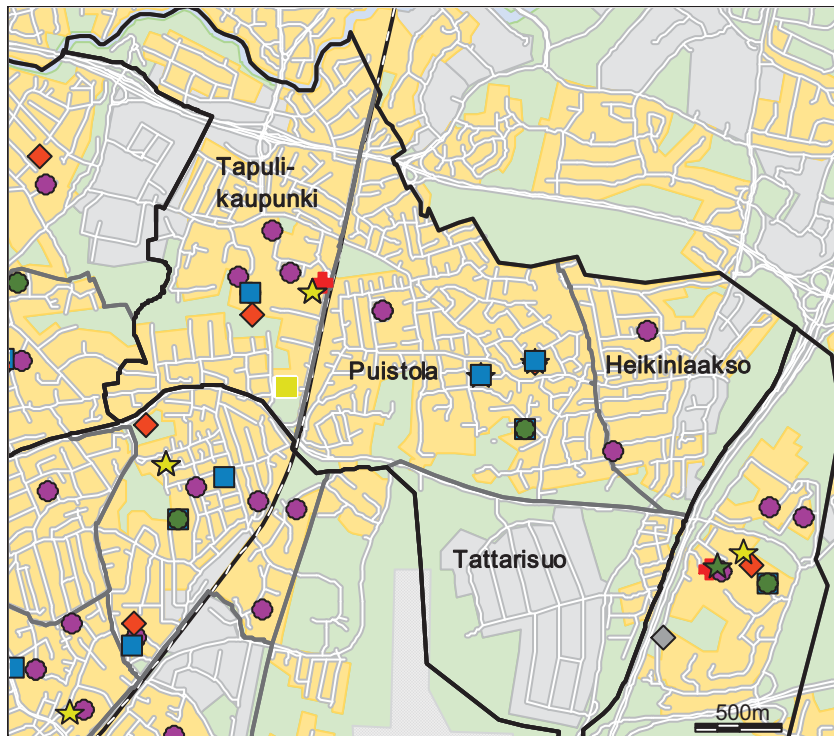 Tapuli-
kaupunki
Puistola
Heikinlaakso
Tattarisuo
500m